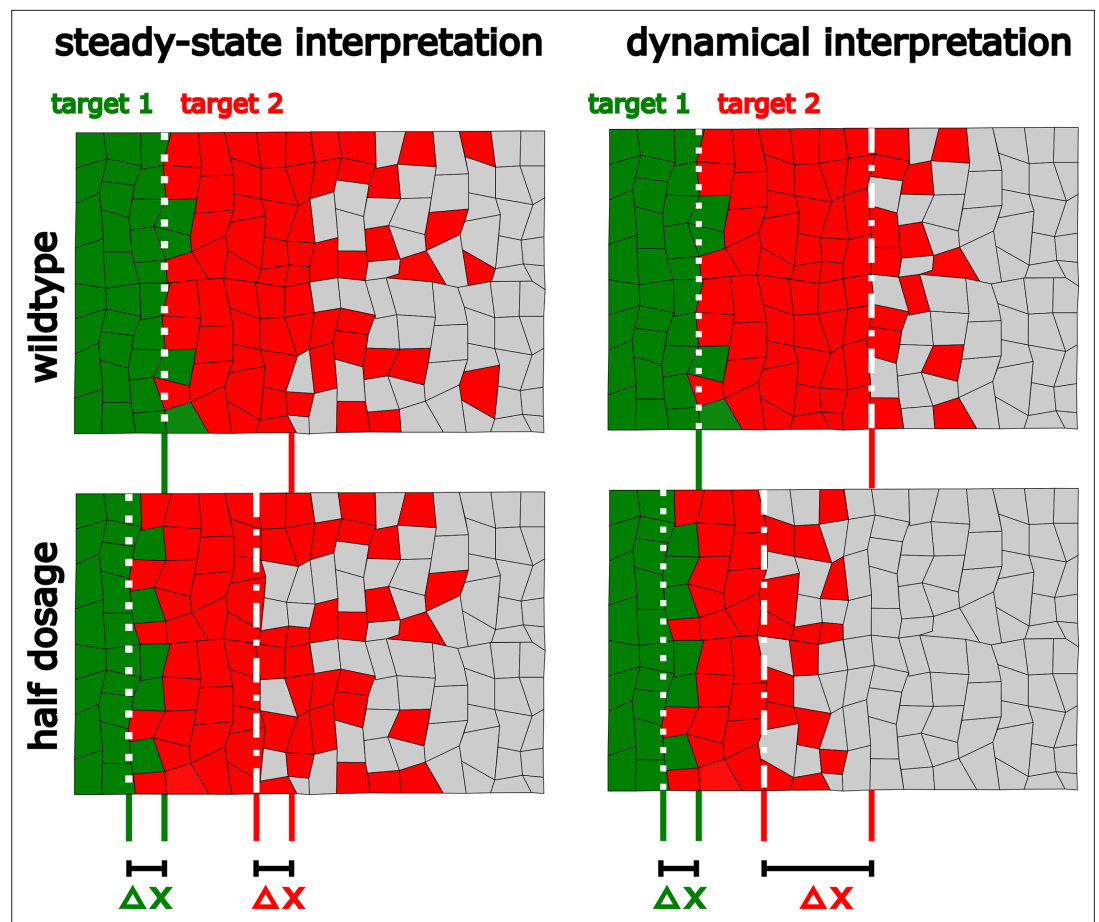 steady-state interpretation
dynamical interpretation
target 1 target 2
target 1 target 2
wildtype
half dosage
ΔX ΔX
ΔX ΔX